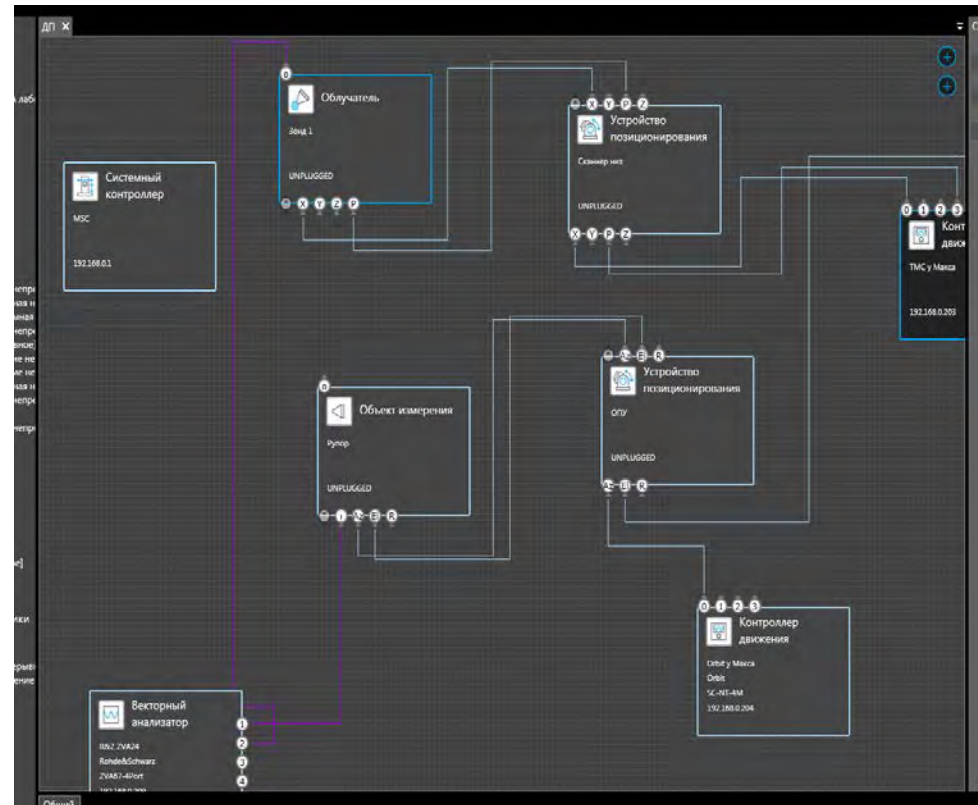 ДП ×
Облучатель
Зонд 1
UNPLUGGED
X Y Z P
X Y P Z
Устройство
позиционирования
Сканнер низ
UNPLUGGED
X Y P Z
Системный
контроллер
MSC
192.168.0.1
0 1 2 3
Конт
движ
ТМС у Макса
192.168.0.203
Объект измерения
Рупор
UNPLUGGED
I Az El R
Az El R
Устройство
позиционирования
ОПУ
UNPLUGGED
Az El R
0 1 2 3
Контроллер
движения
Orbit у Макса
Orbit
SC-NT-4M
192.168.0.204
Векторный
анализатор
Rohde&Schwarz
ZVA67-4Port
1
2
3
4
Общий